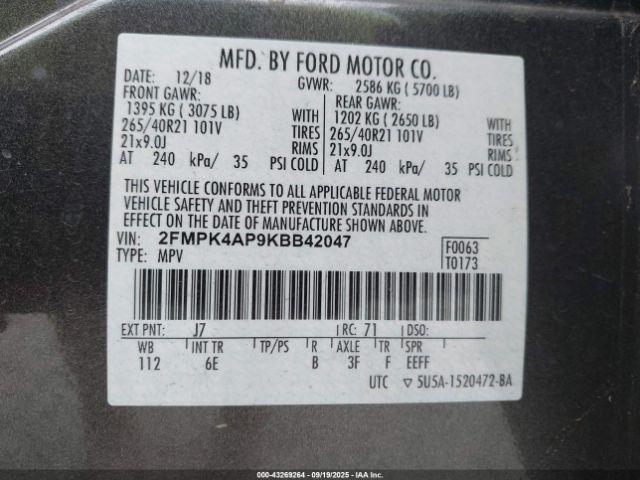 MFD. BY FORD MOTOR CO.
DATE: 12/18 GVWR: 2586 KG ( 5700 LB)
FRONT GAWR: REAR GAWR:
1395 KG ( 3075 LB) WITH 1202 KG ( 2650 LB) WITH
265/40R21 101V TIRES 265/40R21 101V TIRES
21x9.0J RIMS 21x9.0J RIMS
AT 240 kPa/ 35 PSI COLD AT 240 kPa/ 35 PSI COLD
THIS VEHICLE CONFORMS TO ALL APPLICABLE FEDERAL MOTOR
VEHICLE SAFETY AND THEFT PREVENTION STANDARDS IN
EFFECT ON THE DATE OF MANUFACTURE SHOWN ABOVE.
VIN: 2FMPK4AP9KBB42047 F0063
TYPE: MPV T0173
EXT PNT: J7 RC: 71 DSO:
WB INT TR TP/PS R AXLE TR SPR
112 6E B 3F F EEFF
UTC ▽ 5U5A-1520472-BA
000-43269264 - 09/19/2025 - IAA Inc.